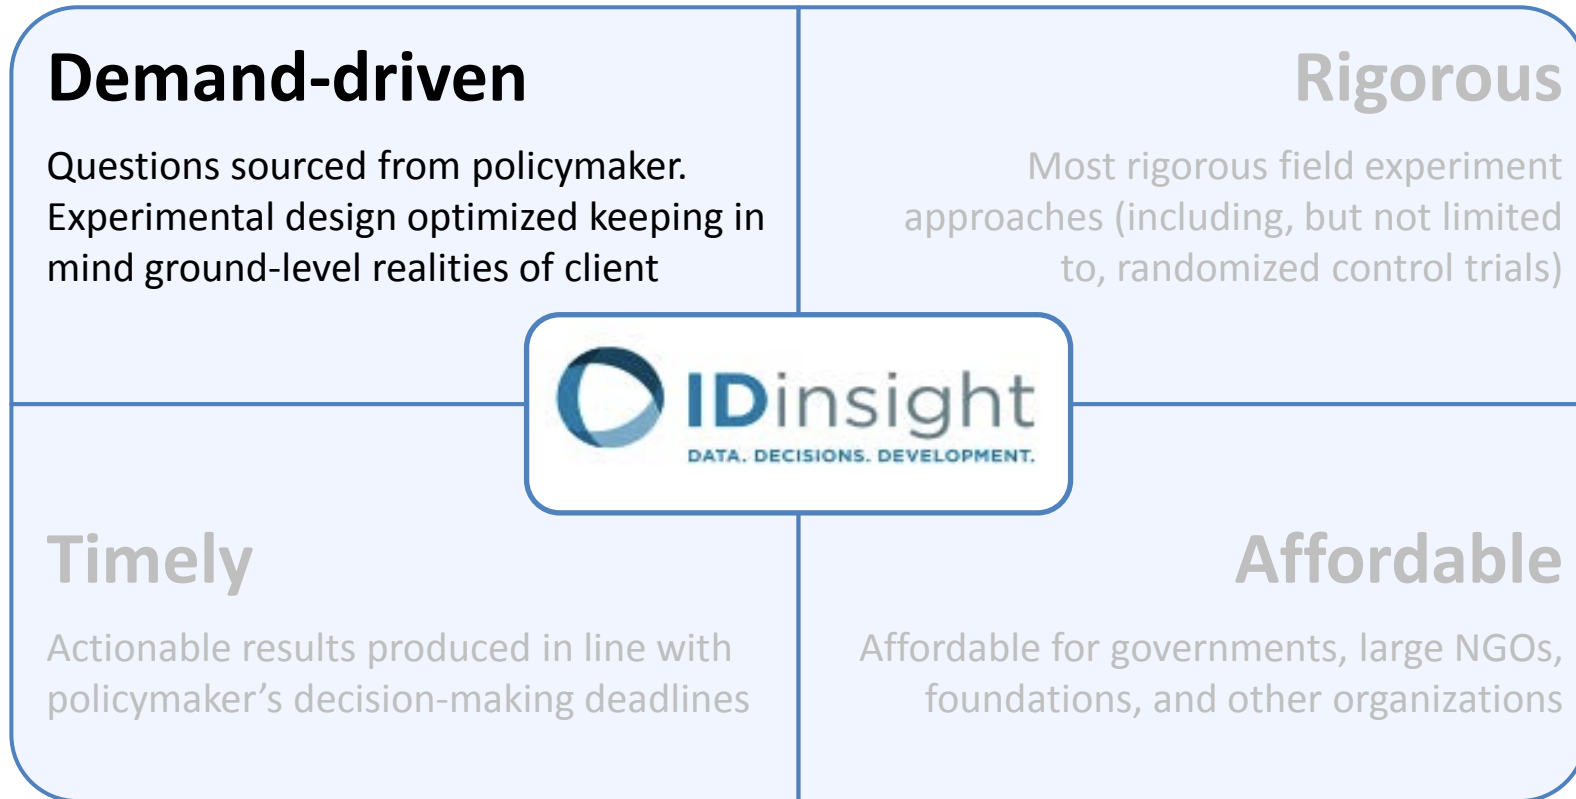 Demand-driven
Questions sourced from policymaker.
Experimental design optimized keeping in
mind ground-level realities of client
Rigorous
Most rigorous field experiment
approaches (including, but not limited
to, randomized control trials)
IDinsight
DATA. DECISIONS. DEVELOPMENT.
Timely
Actionable results produced in line with
policymaker’s decision-making deadlines
Affordable
Affordable for governments, large NGOs,
foundations, and other organizations